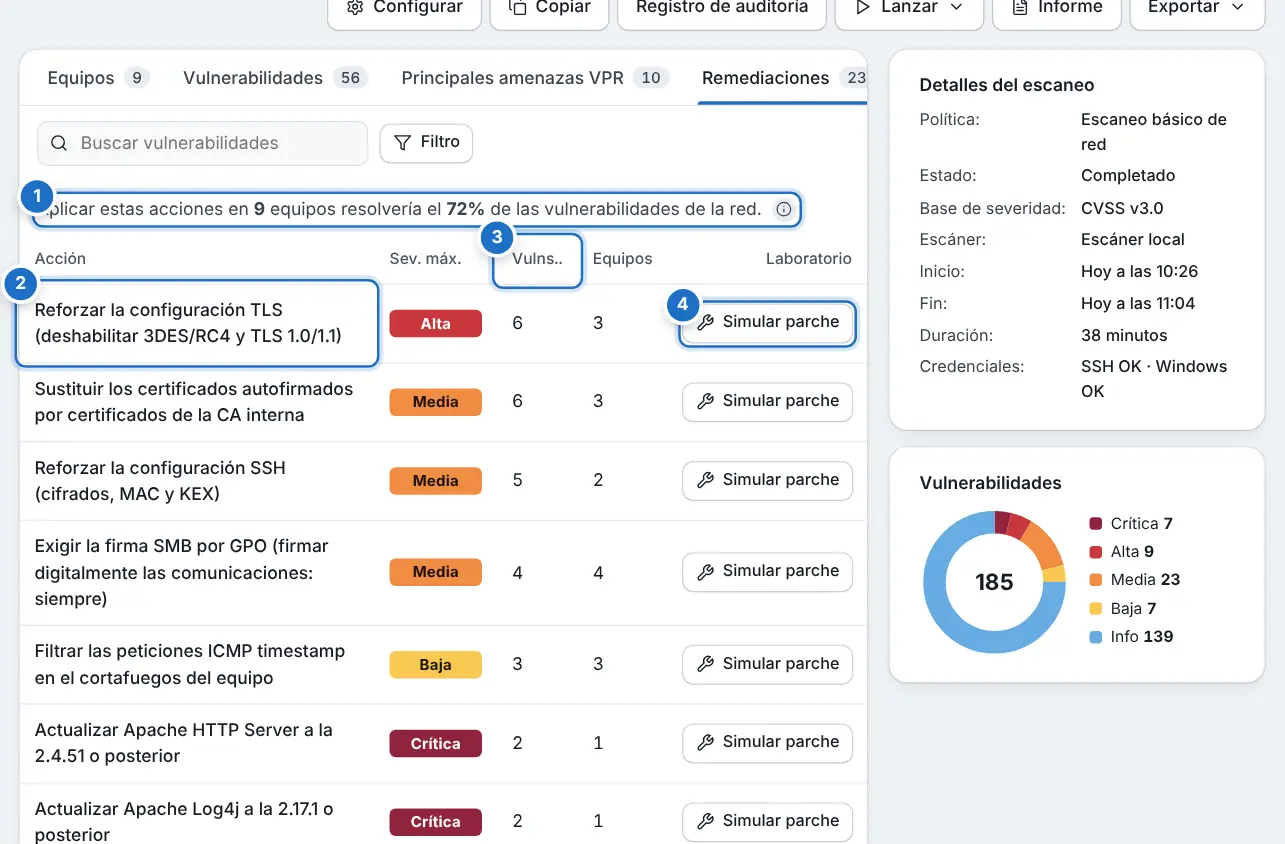 Configurar
Copiar
Registro de auditoría
Lanzar
Informe
Exportar
Equipos 9
Vulnerabilidades 56
Principales amenazas VPR 10
Remediaciones 23
Buscar vulnerabilidades
Filtro
1
plicar estas acciones en 9 equipos resolvería el 72% de las vulnerabilidades de la red.
2
3
Acción
Sev. máx.
Vulns..
Equipos
Laboratorio
Reforzar la configuración TLS
(deshabilitar 3DES/RC4 y TLS 1.0/1.1)
Alta
6
3
4
Simular parche
Sustituir los certificados autofirmados
por certificados de la CA interna
Media
6
3
Simular parche
Reforzar la configuración SSH
(cifrados, MAC y KEX)
Media
5
2
Simular parche
Exigir la firma SMB por GPO (firmar
digitalmente las comunicaciones:
siempre)
Media
4
4
Simular parche
Filtrar las peticiones ICMP timestamp
en el cortafuegos del equipo
Baja
3
3
Simular parche
Actualizar Apache HTTP Server a la
2.4.51 o posterior
Crítica
2
1
Simular parche
Actualizar Apache Log4j a la 2.17.1 o
posterior
Crítica
2
1
Simular parche
Detalles del escaneo
Política: Escaneo básico de
red
Estado: Completado
Base de severidad: CVSS v3.0
Escáner: Escáner local
Inicio: Hoy a las 10:26
Fin: Hoy a las 11:04
Duración: 38 minutos
Credenciales: SSH OK · Windows
OK
Vulnerabilidades
185
Crítica 7
Alta 9
Media 23
Baja 7
Info 139